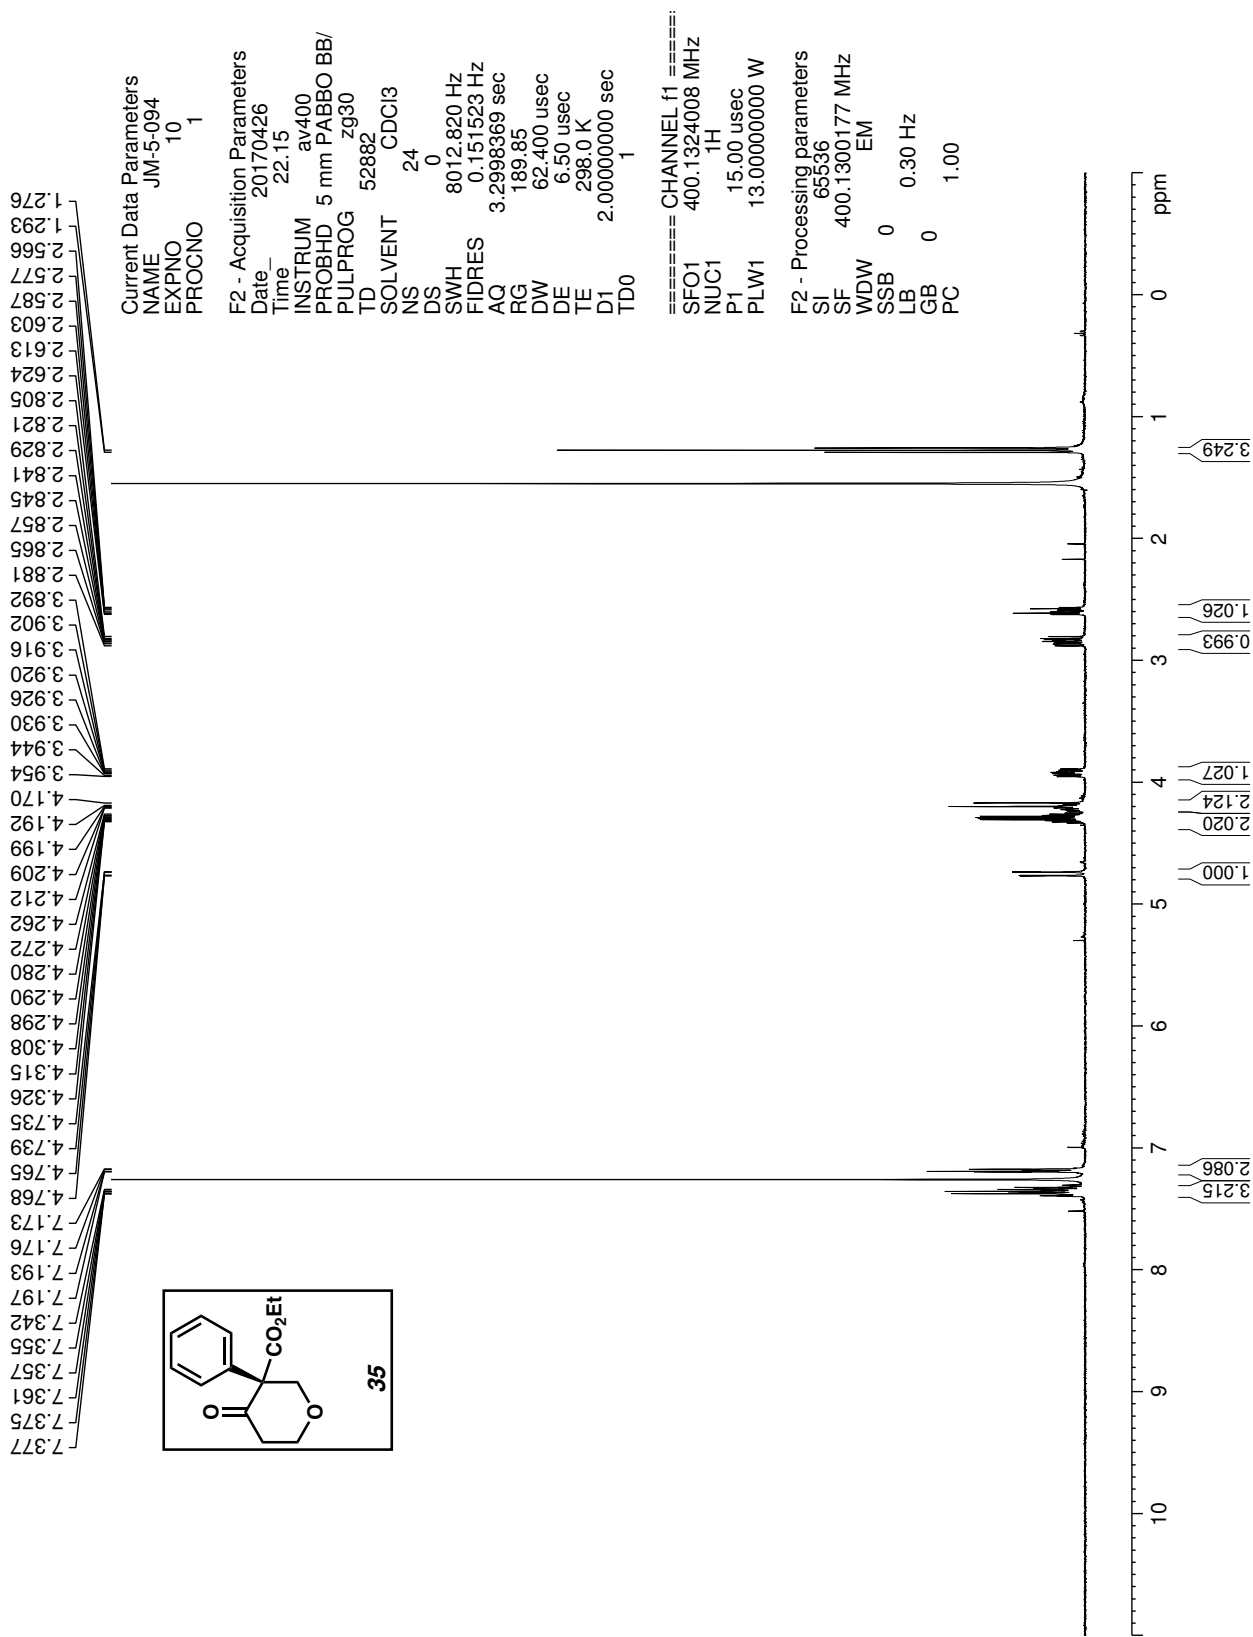 1.276
1.293
2.566
2.577
2.587
2.603
2.613
2.624
2.805
2.821
2.829
2.841
2.845
2.857
2.865
2.881
3.892
3.902
3.916
3.920
3.926
3.930
3.944
3.954
4.170
4.192
4.199
4.209
4.212
4.262
4.272
4.280
4.290
4.298
4.308
4.315
4.326
4.735
4.739
4.765
4.768
7.173
7.176
7.193
7.197
7.342
7.355
7.357
7.361
7.375
7.377
Current Data Parameters
NAME JM-5-094
EXPNO 10
PROCNO 1
F2 - Acquisition Parameters
Date_ 20170426
Time 22.15
INSTRUM av400
PROBHD 5 mm PABBO BB/
PULPROG zg30
TD 52882
SOLVENT CDCl3
NS 24
DS 0
SWH 8012.820 Hz
FIDRES 0.151523 Hz
AQ 3.2998369 sec
RG 189.85
DW 62.400 usec
DE 6.50 usec
TE 298.0 K
D1 2.00000000 sec
TD0 1
======== CHANNEL f1 ========
SFO1 400.1324008 MHz
NUC1 1H
P1 15.00 usec
PLW1 13.00000000 W
F2 - Processing parameters
SI 65536
SF 400.1300177 MHz
WDW EM
SSB 0
LB 0.30 Hz
GB 0
PC 1.00
O
CO2Et
O
35
10 9 8 7 6 5 4 3 2 1 0 ppm
3.215
2.086
1.000
2.020
2.124
1.027
0.993
1.026
3.249